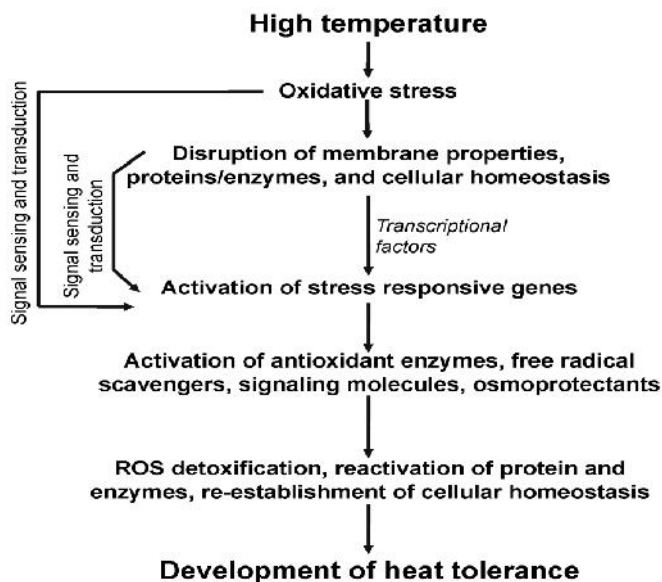 High temperature
Oxidative stress
Signal sensing and transduction
Signal sensing and
transduction
Disruption of membrane properties,
proteins/enzymes, and cellular homeostasis
Transcriptional
factors
Activation of stress responsive genes
Activation of antioxidant enzymes, free radical
scavengers, signaling molecules, osmoprotectants
ROS detoxification, reactivation of protein and
enzymes, re-establishment of cellular homeostasis
Development of heat tolerance